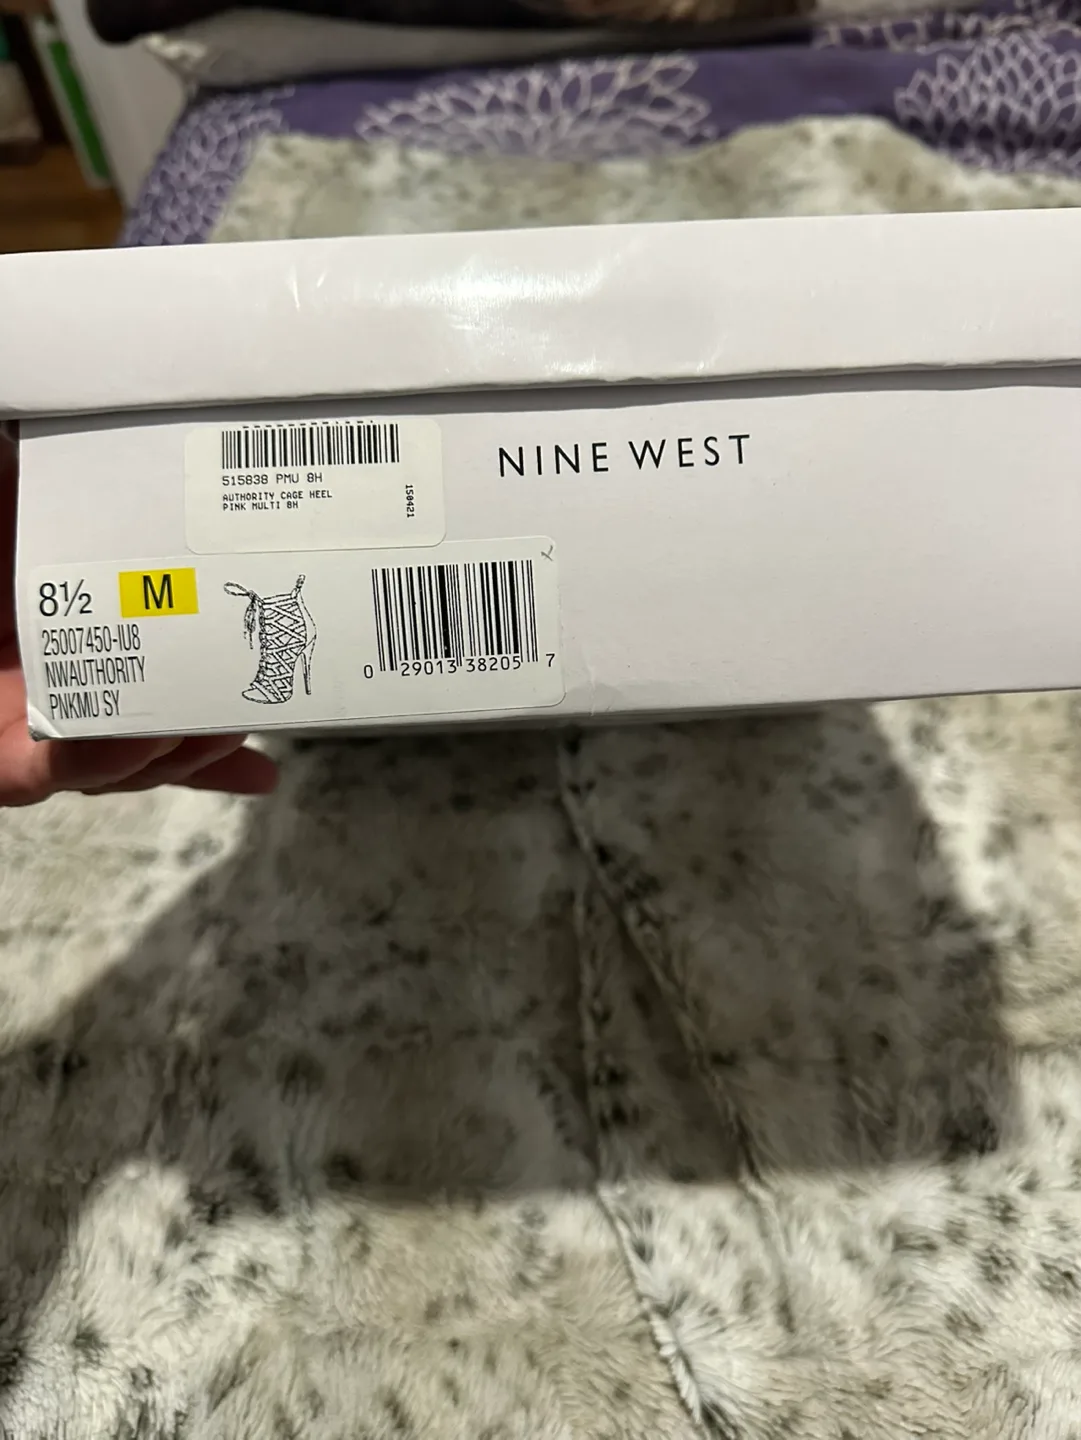 NINE WEST
515838 PMU 8H
AUTHORITY CAGE HEEL
PINK MULTI 8H
150421
8½ M
25007450-IU8
NWAUTHORITY
PNKMU SY
0 29013 38205 7